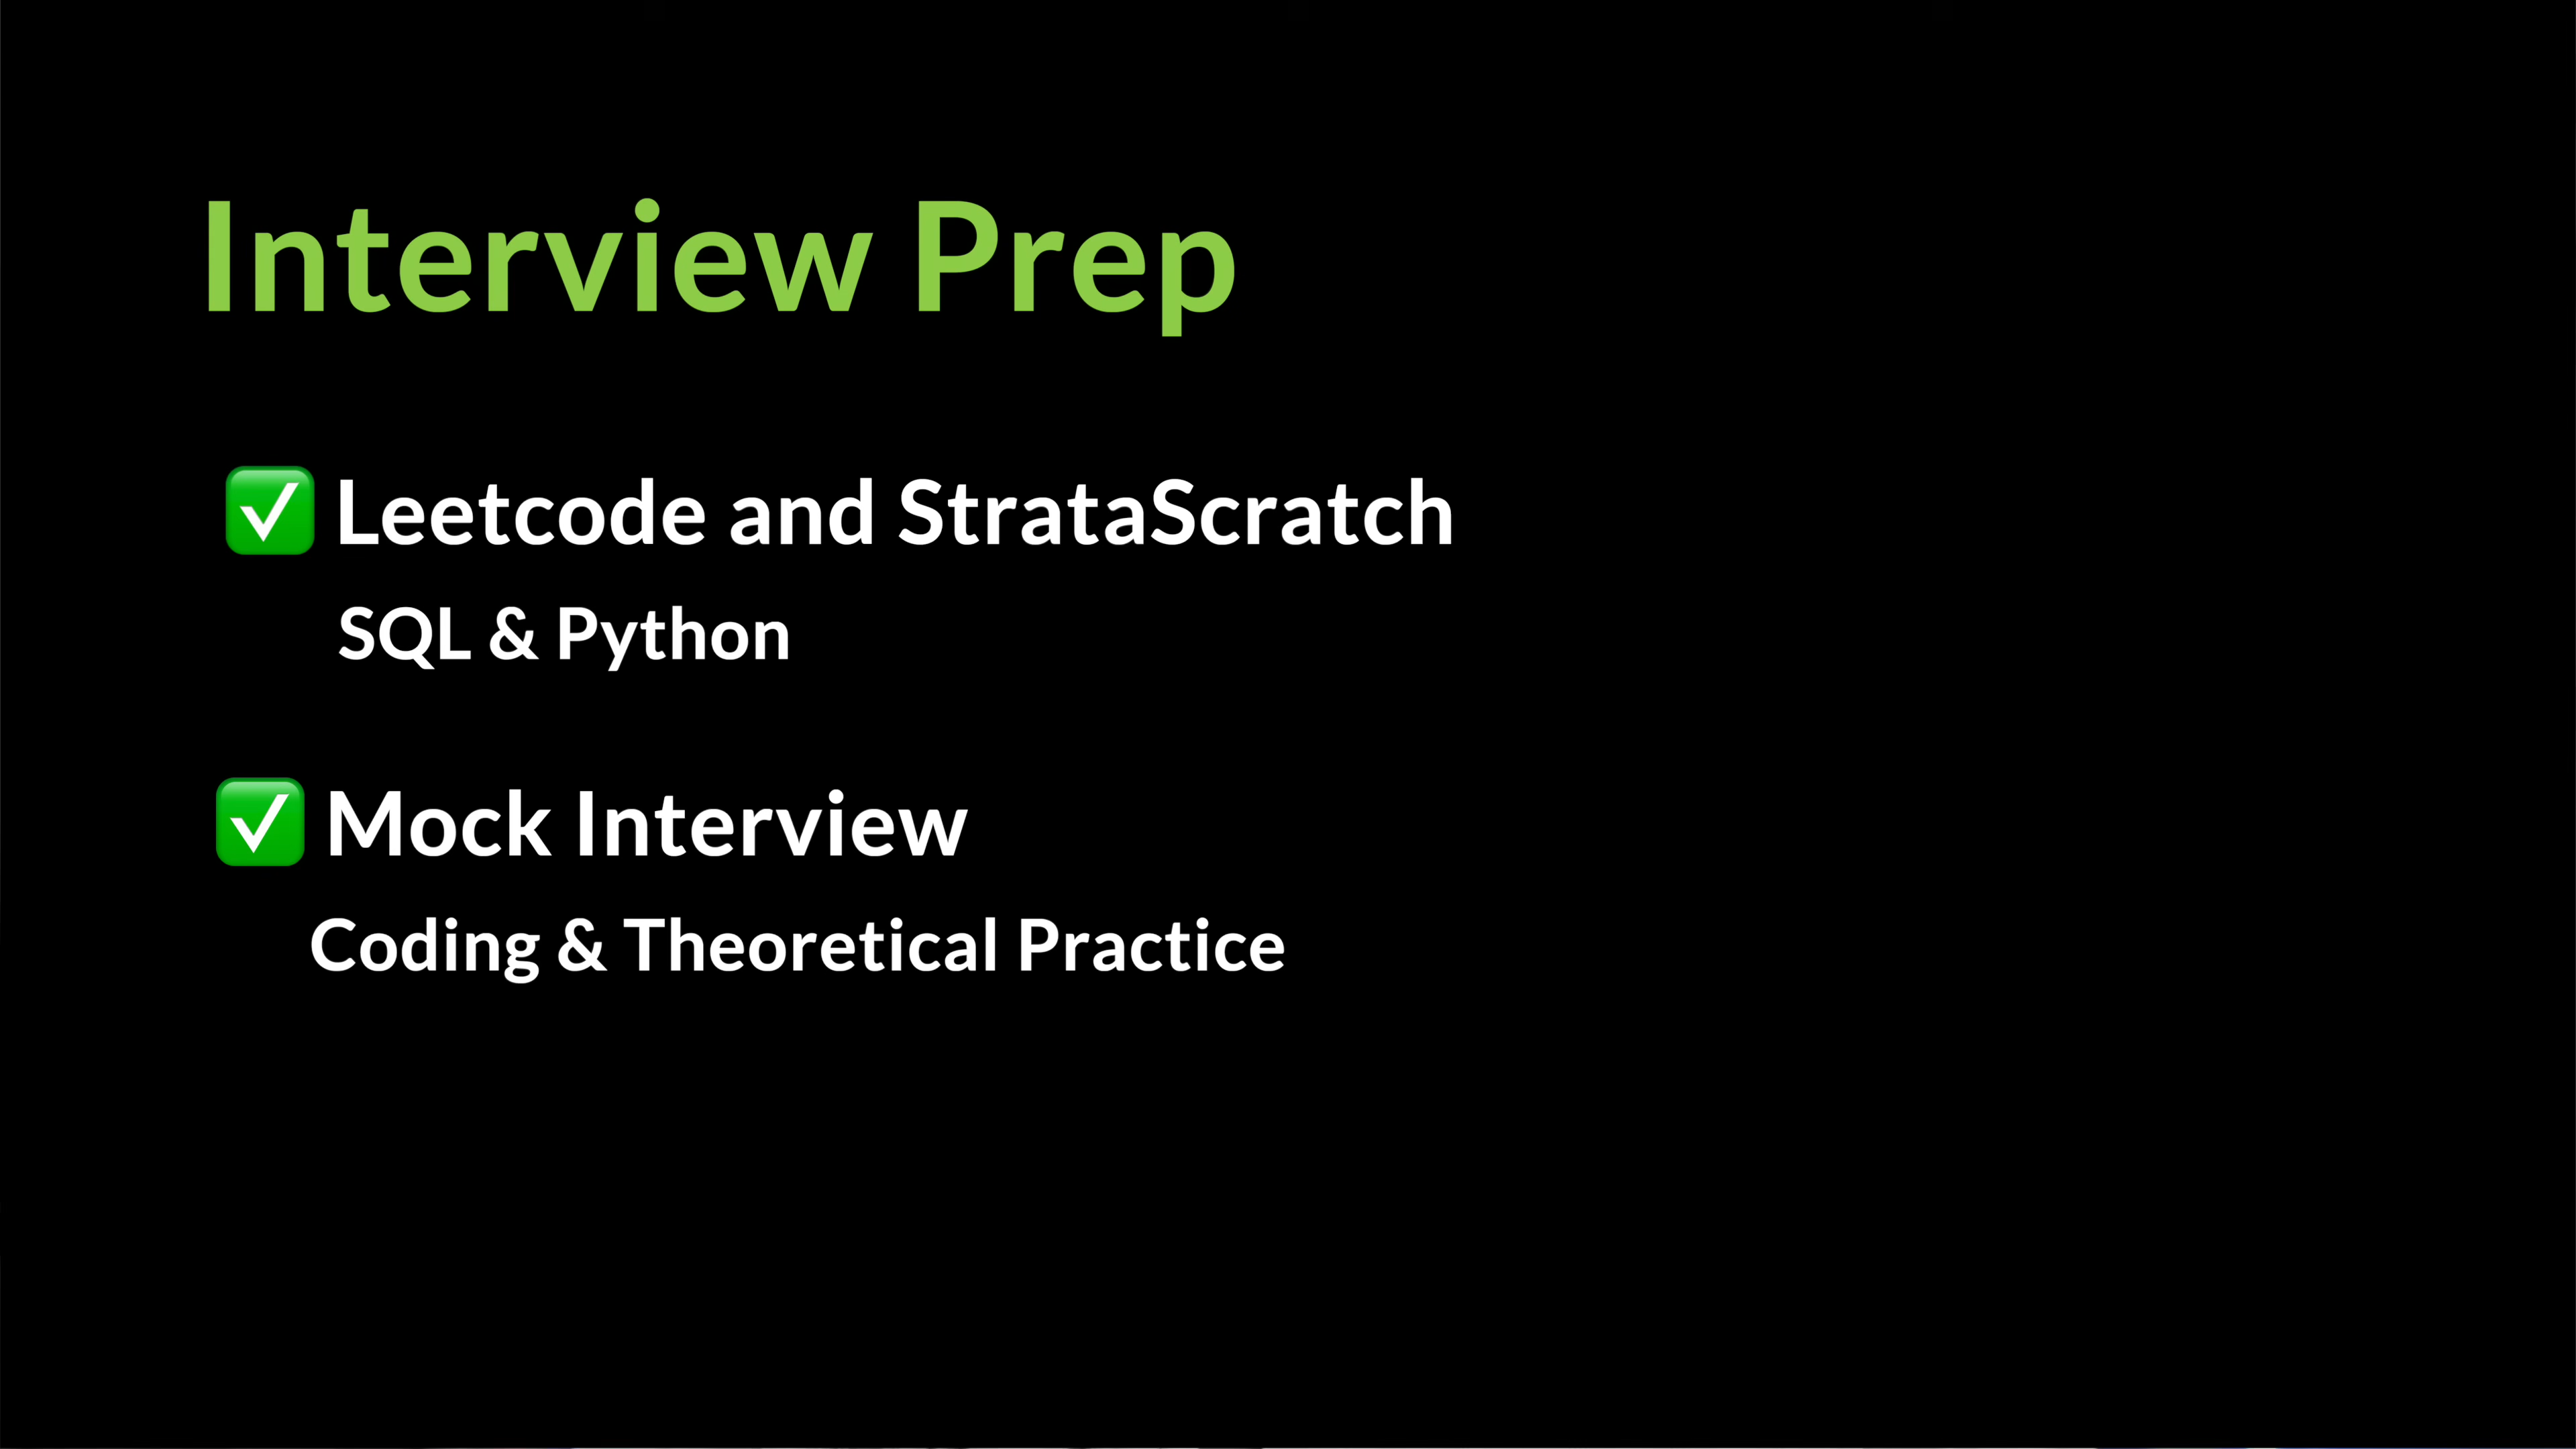 Interview Prep
✅ Leetcode and StrataScratch
SQL & Python
✅ Mock Interview
Coding & Theoretical Practice